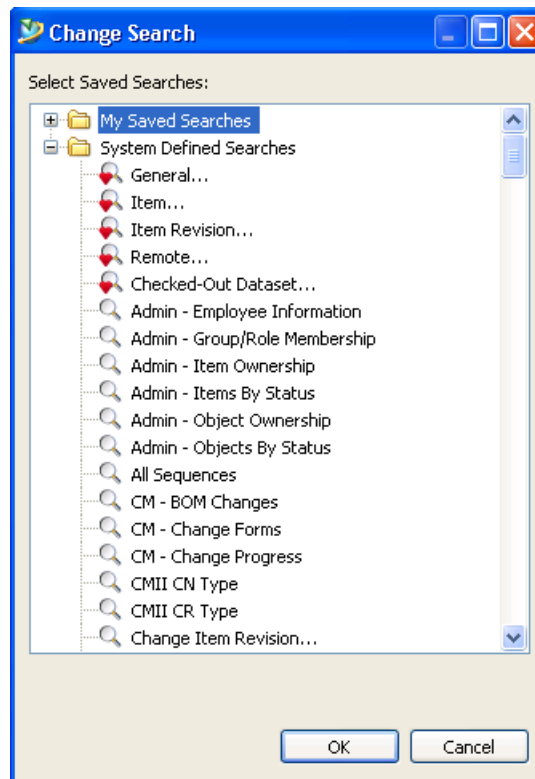 Change Search
Select Saved Searches:
My Saved Searches
System Defined Searches
General...
Item...
Item Revision...
Remote...
Checked-Out Dataset...
Admin - Employee Information
Admin - Group/Role Membership
Admin - Item Ownership
Admin - Items By Status
Admin - Object Ownership
Admin - Objects By Status
All Sequences
CM - BOM Changes
CM - Change Forms
CM - Change Progress
CMII CN Type
CMII CR Type
Change Item Revision...
OK Cancel